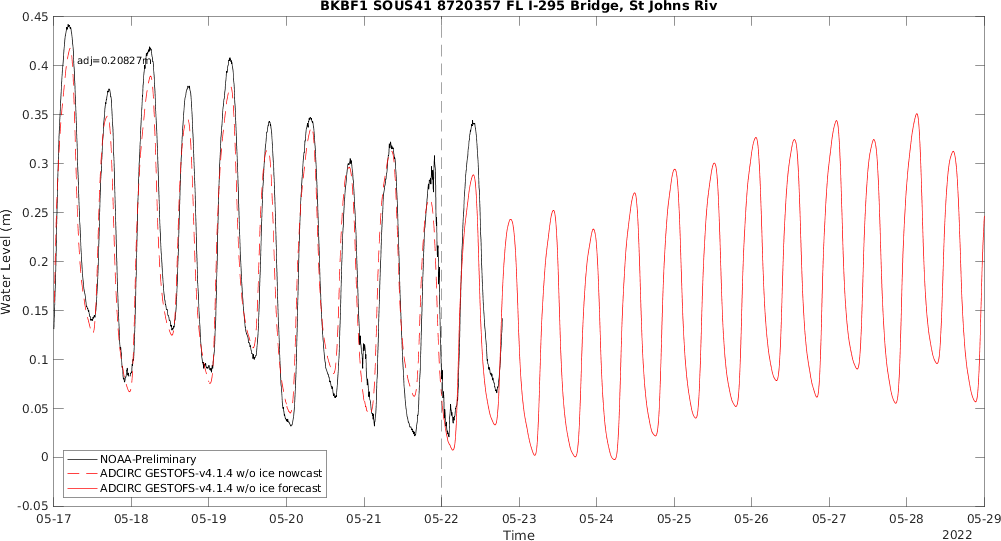 BKBF1 SOUS41 8720357 FL I-295 Bridge, St Johns Riv
0.45
0.4
0.35
0.3
0.25
0.2
0.15
0.1
0.05
0
-0.05
Water Level (m)
adj=0.20827m
NOAA-Preliminary
ADCIRC GESTOFS-v4.1.4 w/o ice nowcast
ADCIRC GESTOFS-v4.1.4 w/o ice forecast
05-17 05-18 05-19 05-20 05-21 05-22 05-23 05-24 05-25 05-26 05-27 05-28 05-29
Time
2022